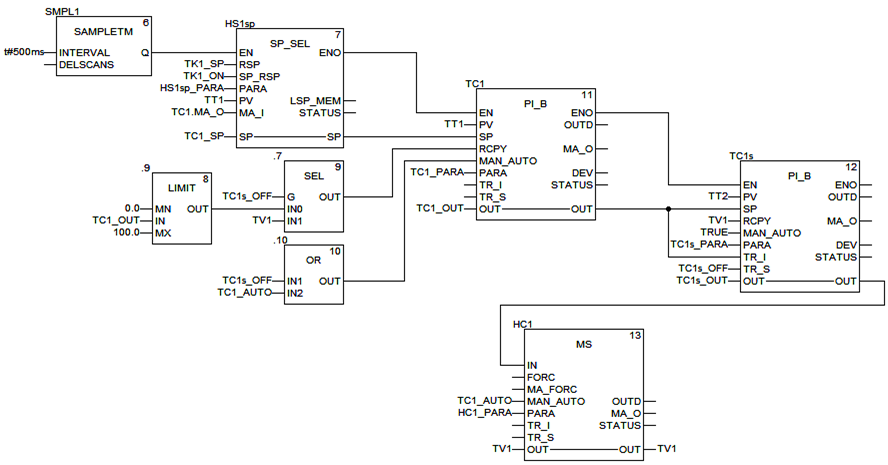 SMPL1
6
SAMPLETM
t#500ms INTERVAL Q
DELSCANS
HS1sp
7
SP_SEL
EN ENO
TK1_SP RSP
TK1_ON SP_RSP
HS1sp_PARA PARA
TT1 PV LSP_MEM
TC1.MA_O MA_I STATUS
TC1_SP SP SP
TC1
11
PI_B
EN ENO
TT1 PV OUTD
SP
RCPY MA_O
MAN_AUTO
TC1_PARA PARA DEV
TR_I STATUS
TR_S
TC1_OUT OUT OUT
.9
8
LIMIT
0.0 MN OUT
TC1_OUT IN
100.0 MX
.7
9
SEL
TC1s_OFF G OUT
IN0
TV1 IN1
.10
10
OR
TC1s_OFF IN1 OUT
TC1_AUTO IN2
TC1s
12
PI_B
EN ENO
TT2 PV OUTD
SP
TV1 RCPY MA_O
TRUE MAN_AUTO
TC1s_PARA PARA DEV
TR_I STATUS
TC1s_OFF TR_S
TC1s_OUT OUT OUT
HC1
13
MS
IN
FORC
MA_FORC
TC1_AUTO MAN_AUTO OUTD
HC1_PARA PARA MA_O
TR_I STATUS
TR_S
TV1 OUT OUT TV1